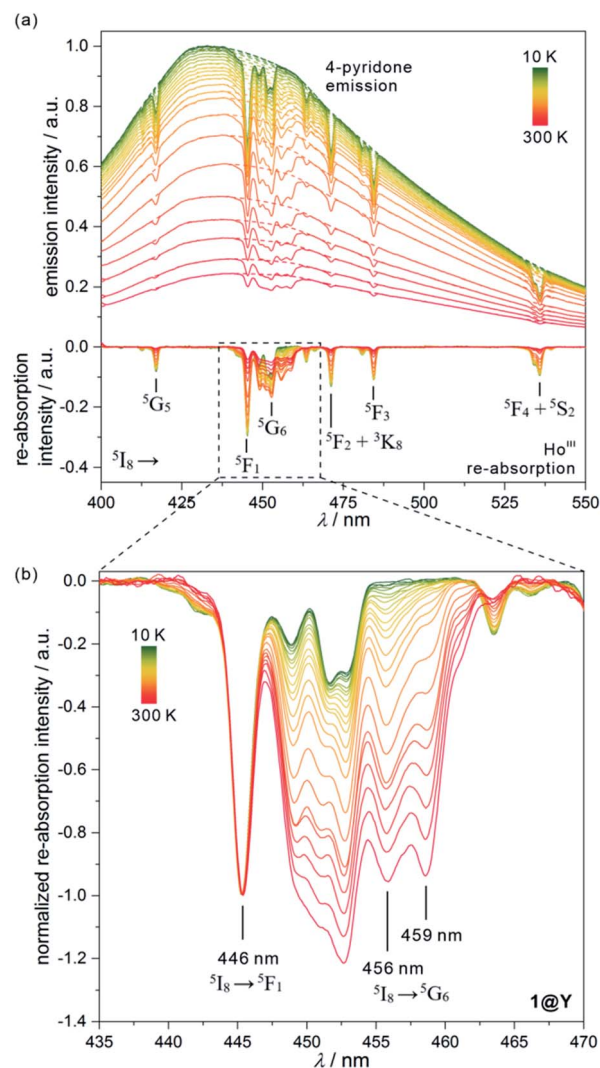 (a)
1.0
0.8
0.6
0.4
0.2
0.0
-0.2
-0.4
emission intensity / a.u.
re-absorption
intensity / a.u.
4-pyridone
emission
10 K
300 K
⁵G₅
⁵F₁
⁵G₆
⁵F₂ + ³K₈
⁵F₃
⁵F₄ + ⁵S₂
⁵I₈ →
Hoᴵᴵᴵ
re-absorption
400 425 450 475 500 525 550
λ / nm
(b)
0.0
-0.2
-0.4
-0.6
-0.8
-1.0
-1.2
-1.4
normalized re-absorption intensity / a.u.
10 K
300 K
446 nm
⁵I₈ → ⁵F₁
459 nm
456 nm
⁵I₈ → ⁵G₆
1@Y
435 440 445 450 455 460 465 470
λ / nm